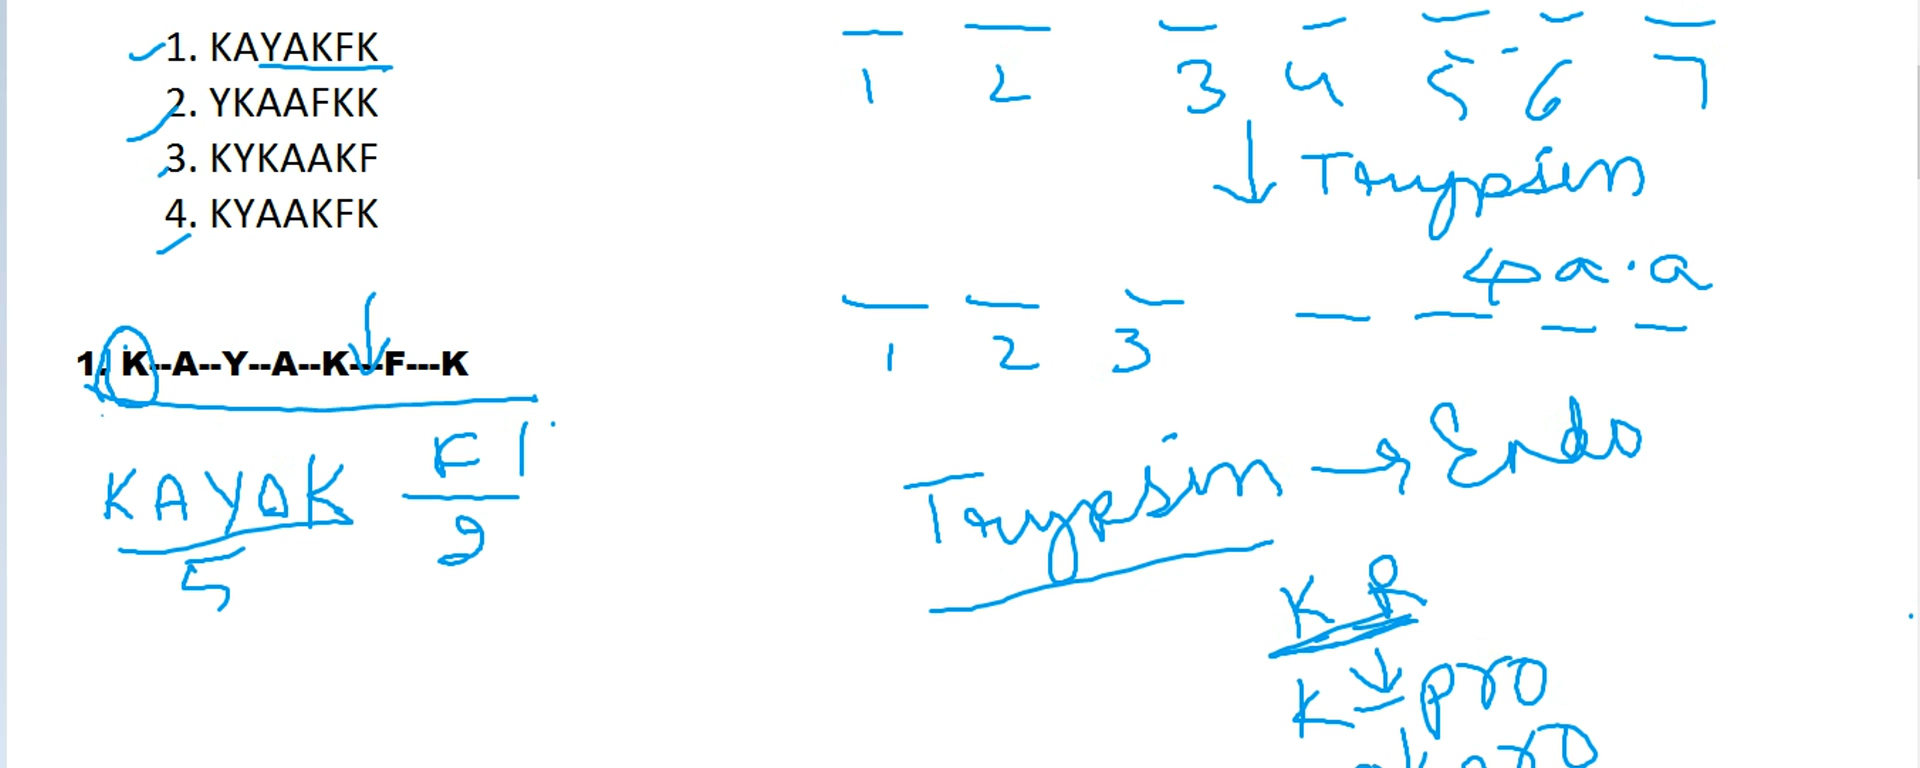 1. KAYAKFK
2. YKAAFKK
3. KYKAAKF
4. KYAAKFK
1 2 3 4 5 6 7
Trypsin
4 a.a
1 2 3
1. K--A--Y--A--K---F---K
KAYAK
5
2
Trypsin → Endo
K R
K - pro